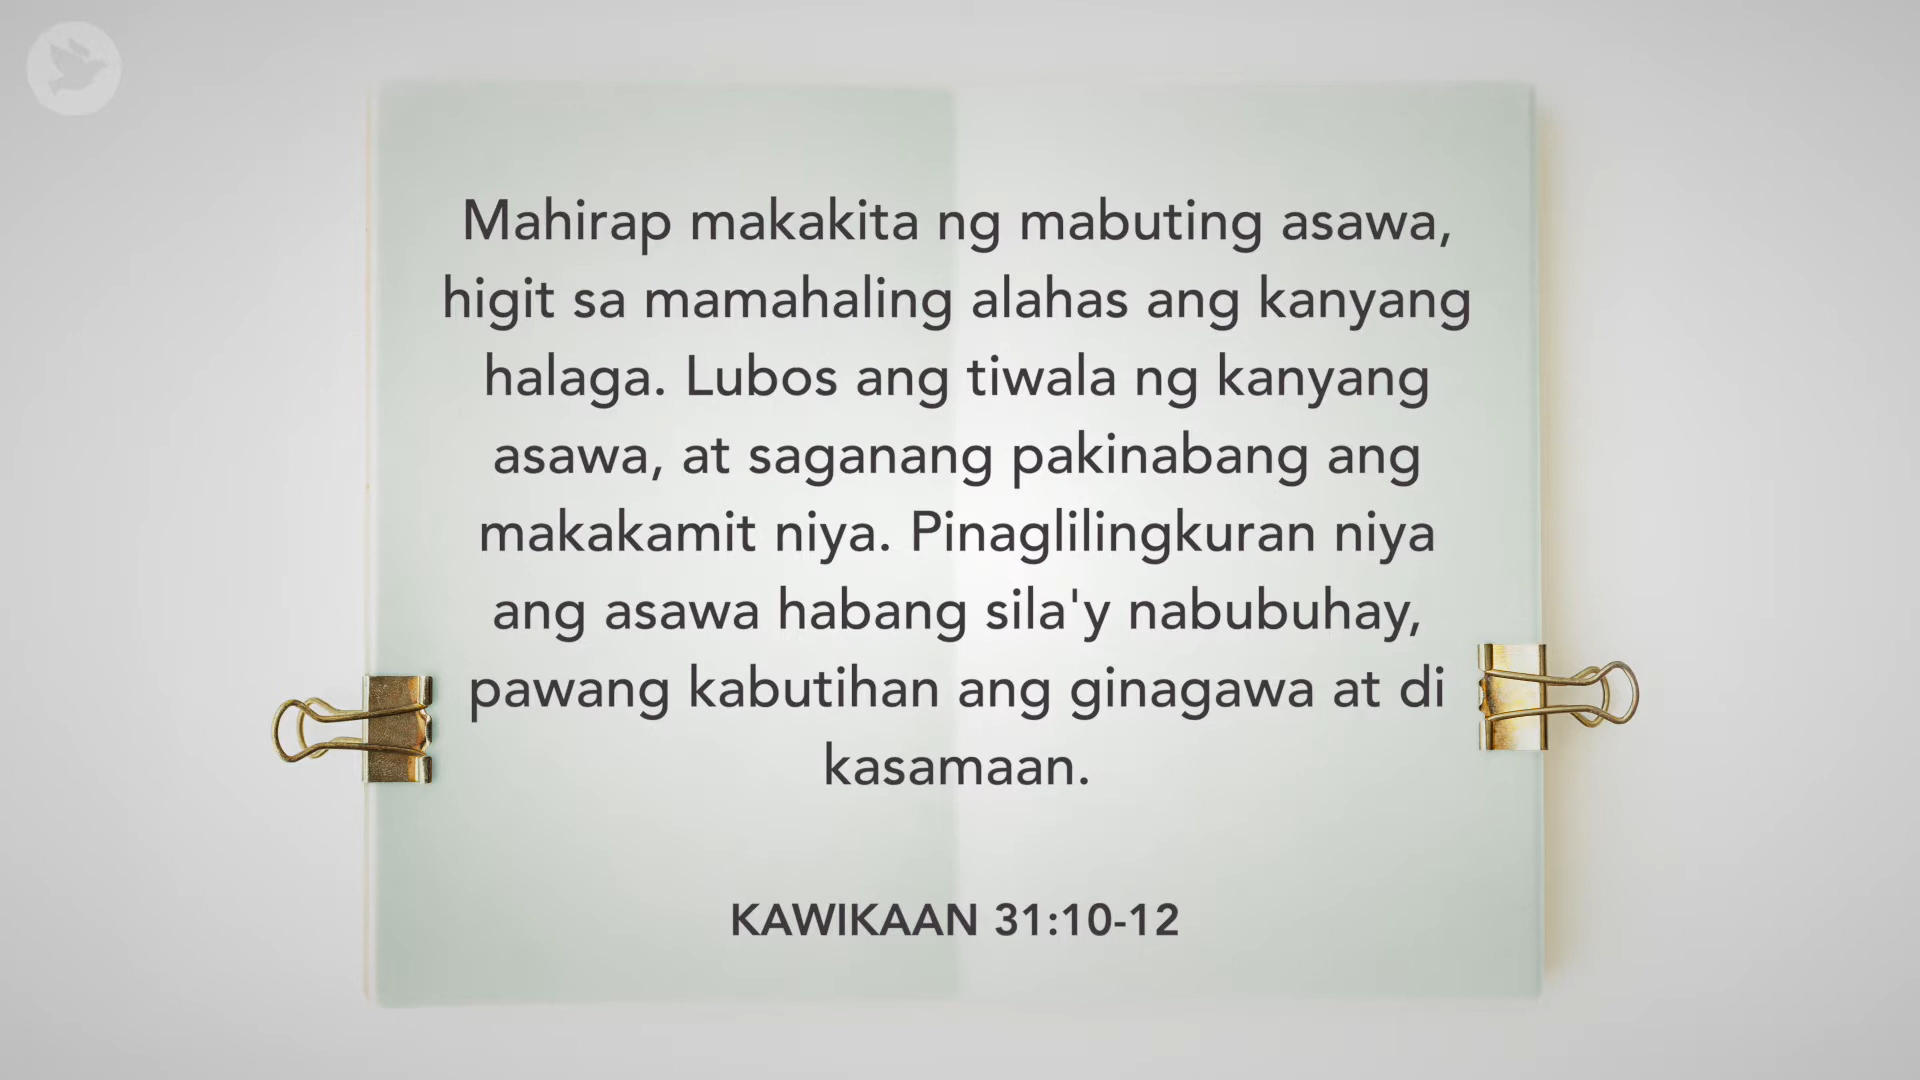 Mahirap makakita ng mabuting asawa,
higit sa mamahaling alahas ang kanyang
halaga. Lubos ang tiwala ng kanyang
asawa, at saganang pakinabang ang
makakamit niya. Pinaglilingkuran niya
ang asawa habang sila'y nabubuhay,
pawang kabutihan ang ginagawa at di
kasamaan.
KAWIKAAN 31:10-12